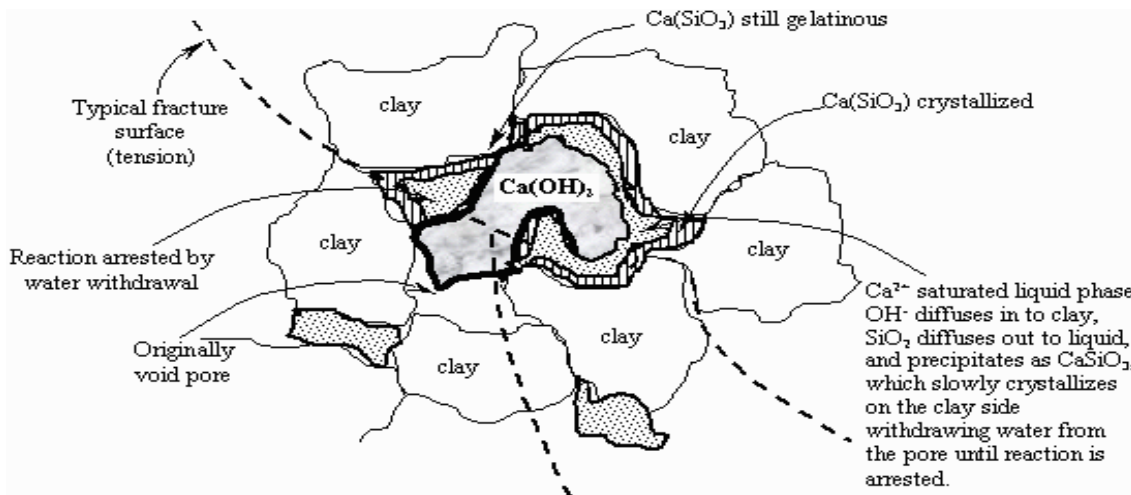 Ca(SiO₃) still gelatinous
clay
Typical fracture
surface
(tension)
Ca(SiO₃) crystallized
clay
Ca(OH)₂
clay
clay
Reaction arrested by
water withdrawal
Originally
void pore
clay
clay
Ca²⁺ saturated liquid phase
OH⁻ diffuses in to clay,
SiO₂ diffuses out to liquid,
and precipitates as CaSiO₃,
which slowly crystallizes
on the clay side
withdrawing water from
the pore until reaction is
arrested.